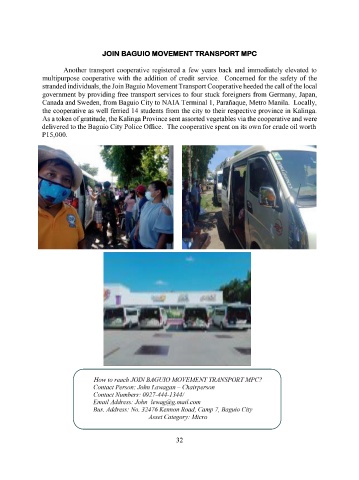 JOIN BAGUIO MOVEMENT TRANSPORT MPC
Another transport cooperative registered a few years back and immediately elevated to
multipurpose cooperative with the addition of credit service. Concerned for the safety of the
stranded individuals, the Join Baguio Movement Transport Cooperative heeded the call of the local
government by providing free transport services to four stuck foreigners from Germany, Japan,
Canada and Sweden, from Baguio City to NAIA Terminal 1, Parañaque, Metro Manila. Locally,
the cooperative as well ferried 14 students from the city to their respective province in Kalinga.
As a token of gratitude, the Kalinga Province sent assorted vegetables via the cooperative and were
delivered to the Baguio City Police Office. The cooperative spent on its own for crude oil worth
P15,000.
How to reach JOIN BAGUIO MOVEMENT TRANSPORT MPC?
Contact Person: John Lawagan – Chairperson
Contact Numbers: 0927-444-1344/
Email Address: John_lewag@g.mail.com
Bus. Address: No. 32476 Kennon Road, Camp 7, Baguio City
Asset Category: Micro
32